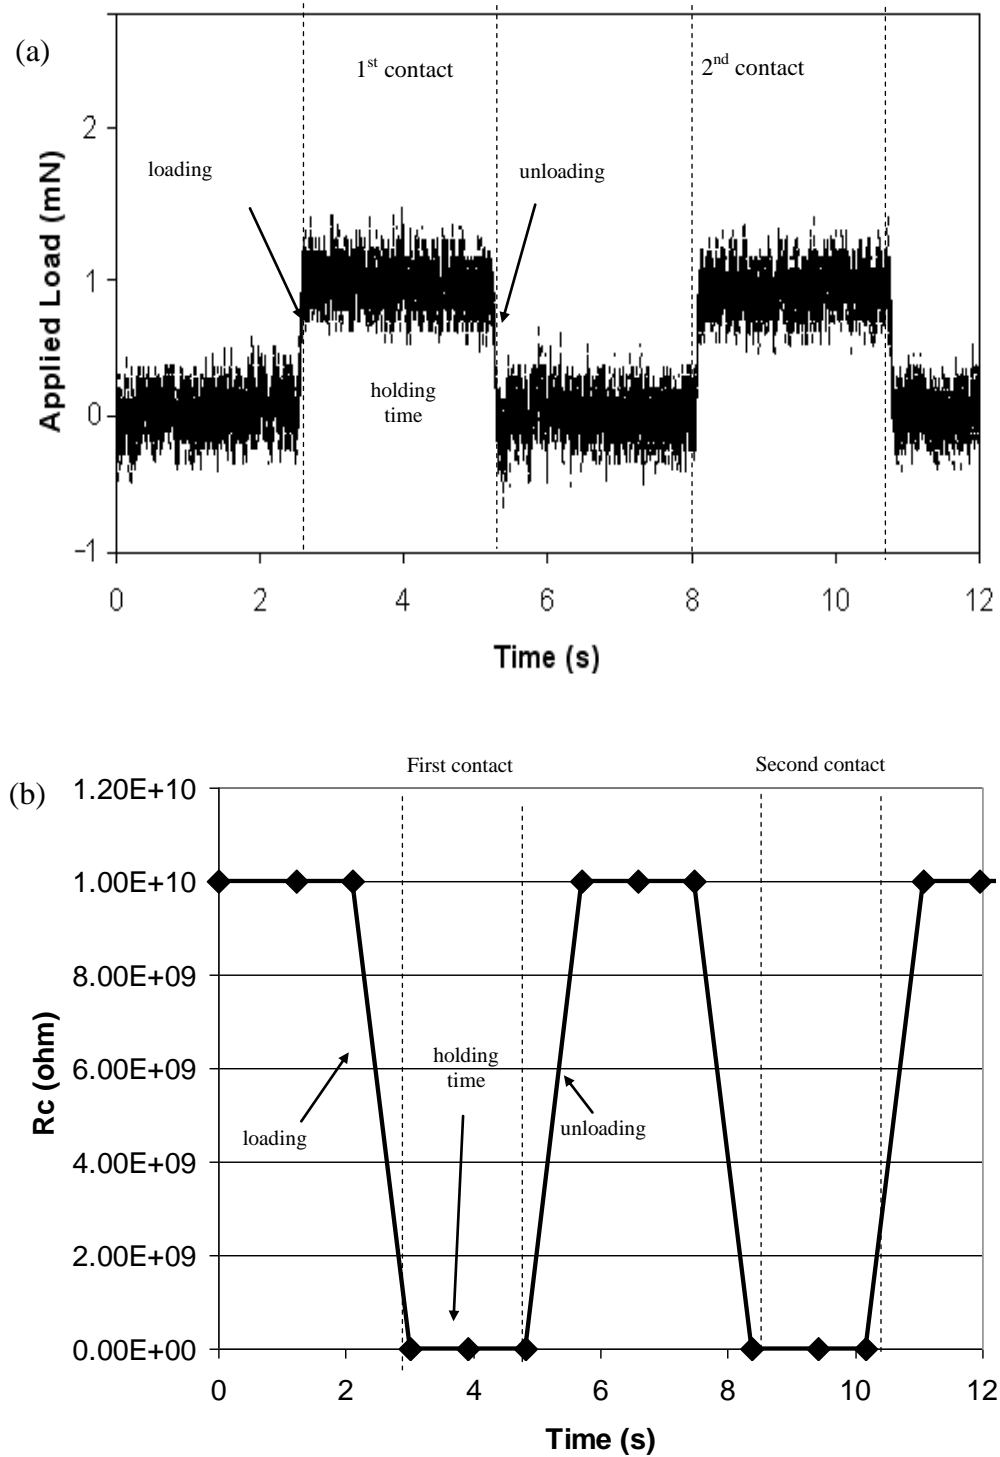 (a)
1st contact
2nd contact
loading
unloading
holding
time
Applied Load (mN)
2
1
0
−1
0 2 4 6 8 10 12
Time (s)
(b)
First contact
Second contact
1.20E+10
1.00E+10
8.00E+09
6.00E+09
4.00E+09
2.00E+09
0.00E+00
Rc (ohm)
holding
time
loading
unloading
0 2 4 6 8 10 12
Time (s)